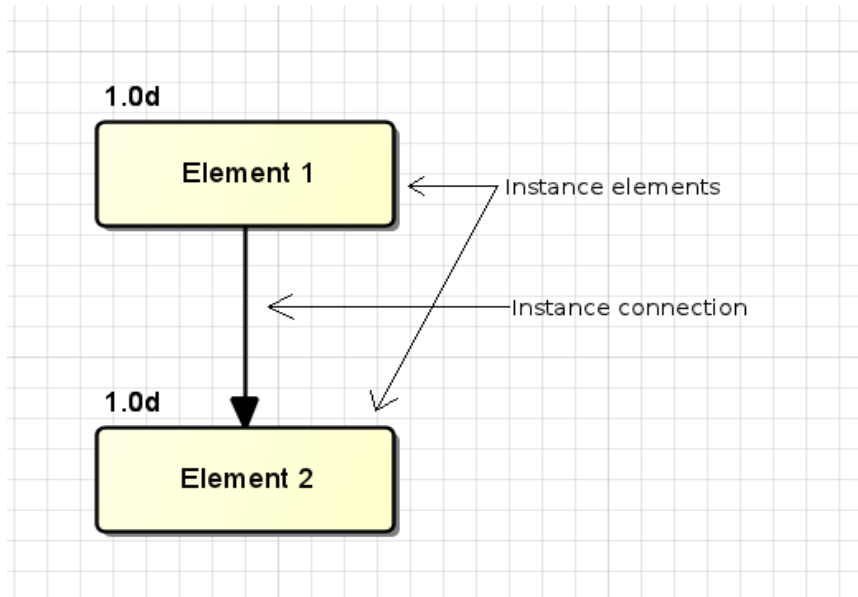 1.0d
Element 1
Instance elements
Instance connection
1.0d
Element 2